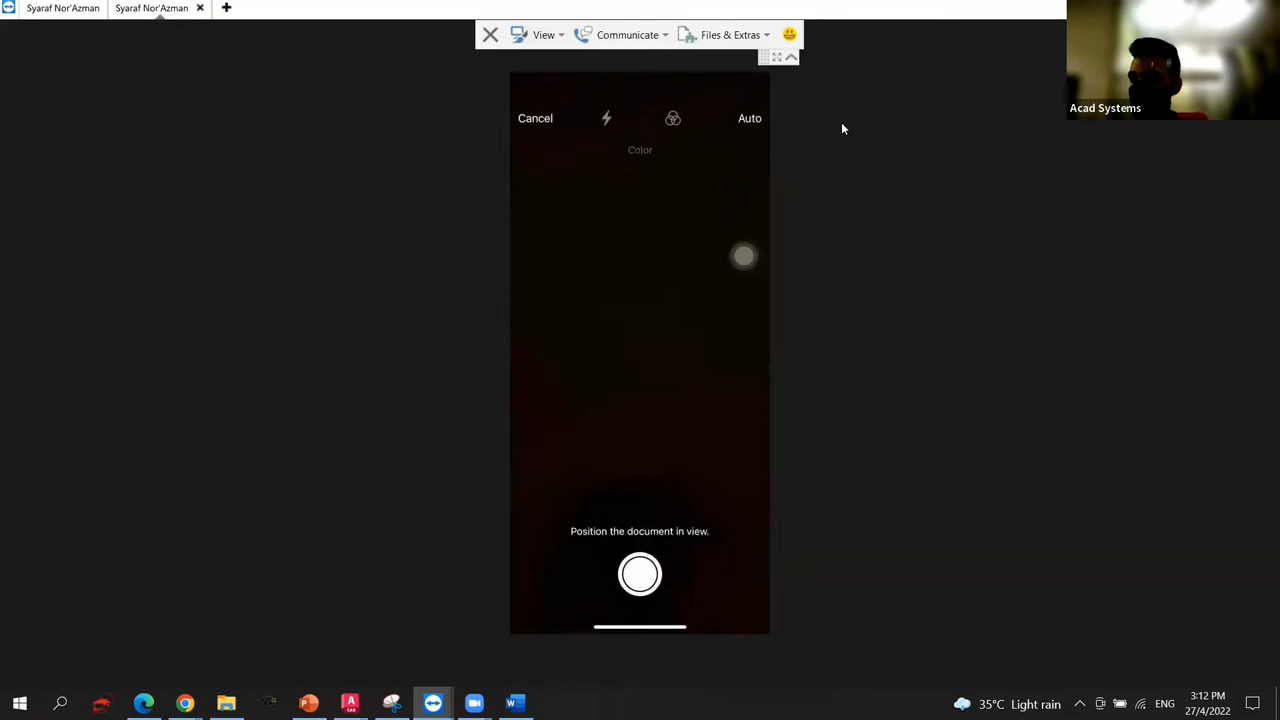 Syaraf Nor'Azman
Syaraf Nor'Azman
View
Communicate
Files & Extras
Acad Systems
Cancel
Auto
Color
Position the document in view.
35°C Light rain
ENG
3:12 PM
27/4/2022